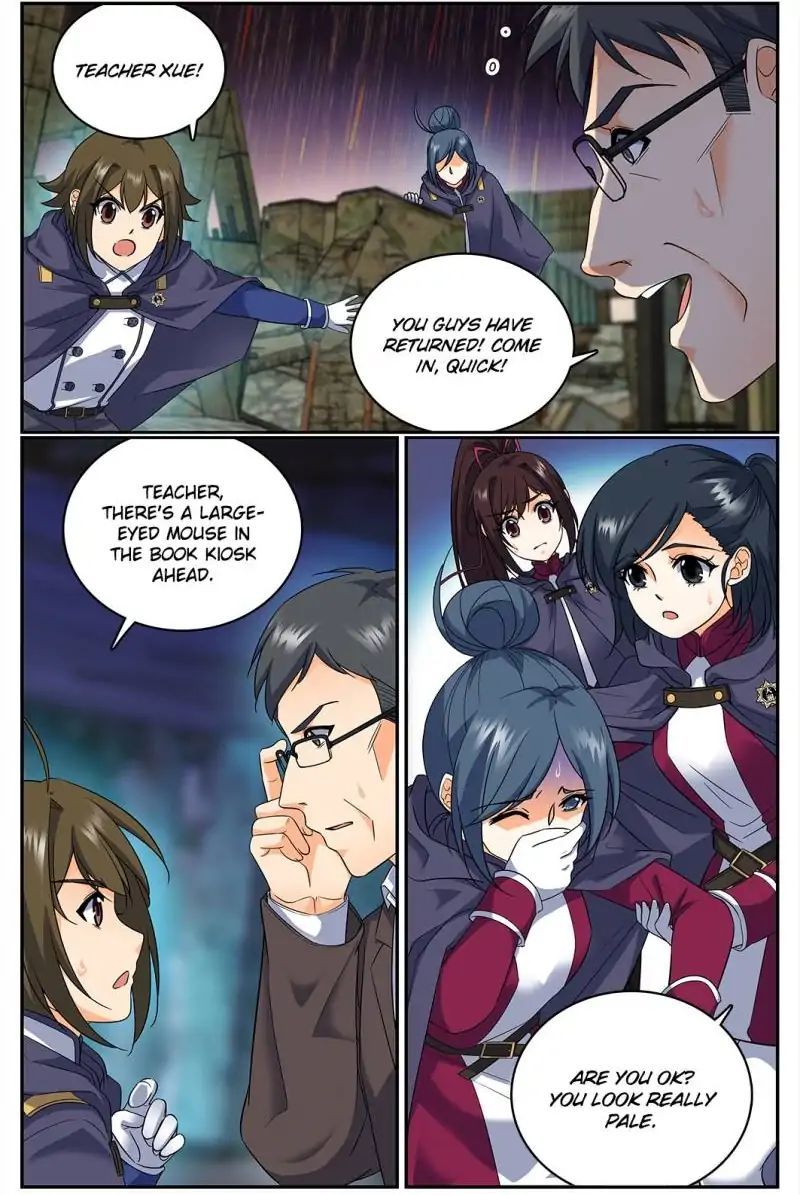 TEACHER XUE!
YOU GUYS HAVE
RETURNED! COME
IN, QUICK!
TEACHER,
THERE'S A LARGE-
EYED MOUSE IN
THE BOOK KIOSK
AHEAD.
ARE YOU OK?
YOU LOOK REALLY
PALE.